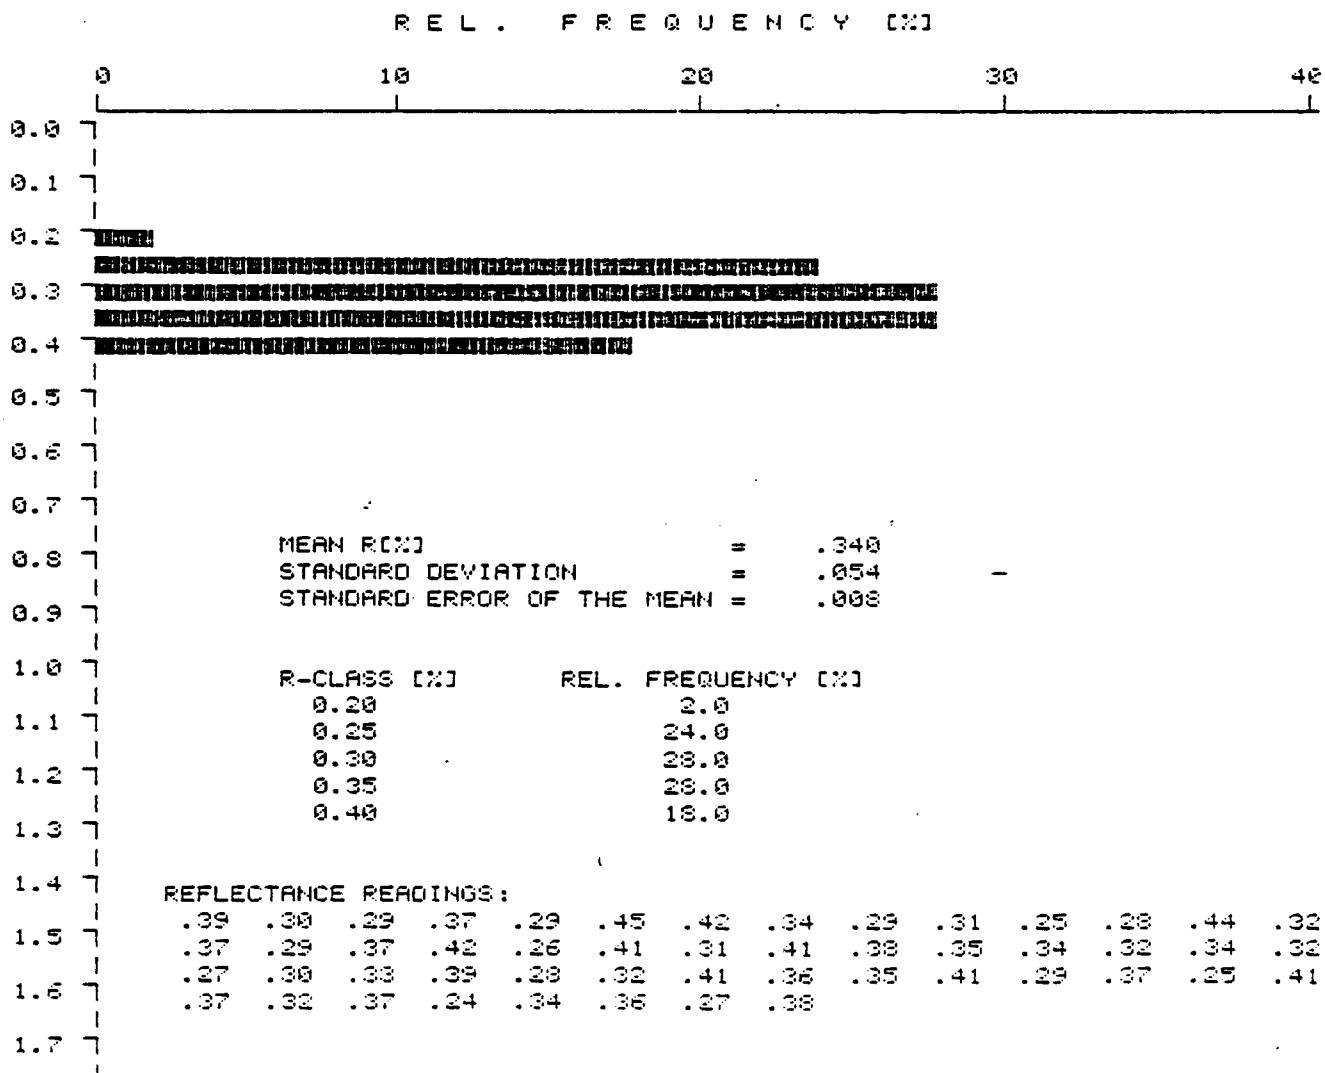 REL. FREQUENCY [%]
0 10 20 30 40
0.0
0.1
0.2
0.3
0.4
0.5
0.6
0.7
MEAN R[%] = .340
0.8
STANDARD DEVIATION = .054
STANDARD ERROR OF THE MEAN = .008
0.9
1.0
R-CLASS [%] REL. FREQUENCY [%]
0.20 2.0
1.1
0.25 24.0
0.30 28.0
1.2
0.35 28.0
0.40 18.0
1.3
1.4
REFLECTANCE READINGS:
.39 .30 .29 .37 .29 .45 .42 .34 .29 .31 .25 .28 .44 .32
1.5
.37 .29 .37 .42 .26 .41 .31 .41 .38 .35 .34 .32 .34 .32
.27 .30 .33 .39 .28 .32 .41 .36 .35 .41 .29 .37 .25 .41
1.6
.37 .32 .37 .24 .34 .36 .27 .38
1.7